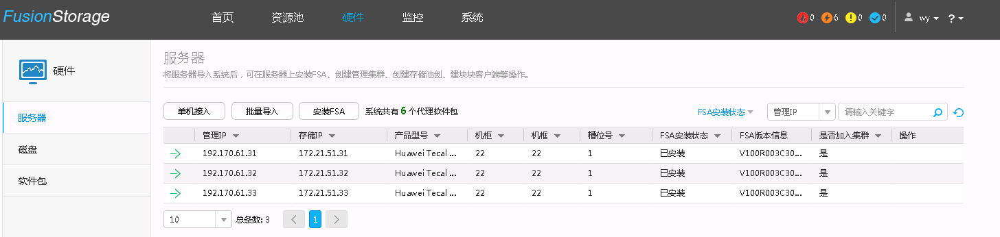 FusionStorage 首页 资源池 硬件 监控 系统 0 6 0 0 wy ?
硬件
服务器
磁盘
软件包
服务器
将服务器导入系统后，可在服务器上安装FSA、创建管理集群、创建存储池创、建块块客户端等操作。
单机接入 批量导入 安装FSA 系统共有 6 个代理软件包 FSA安装状态 管理IP 请输入关键字
管理IP 存储IP 产品型号 机柜 机框 槽位号 FSA安装状态 FSA版本信息 是否加入集群 操作
192.170.61.31 172.21.51.31 Huawei Tecal ... 22 22 1 已安装 V100R003C30... 是
192.170.61.32 172.21.51.32 Huawei Tecal ... 22 22 1 已安装 V100R003C30... 是
192.170.61.33 172.21.51.33 Huawei Tecal ... 22 22 1 已安装 V100R003C30... 是
10 总条数: 3 1